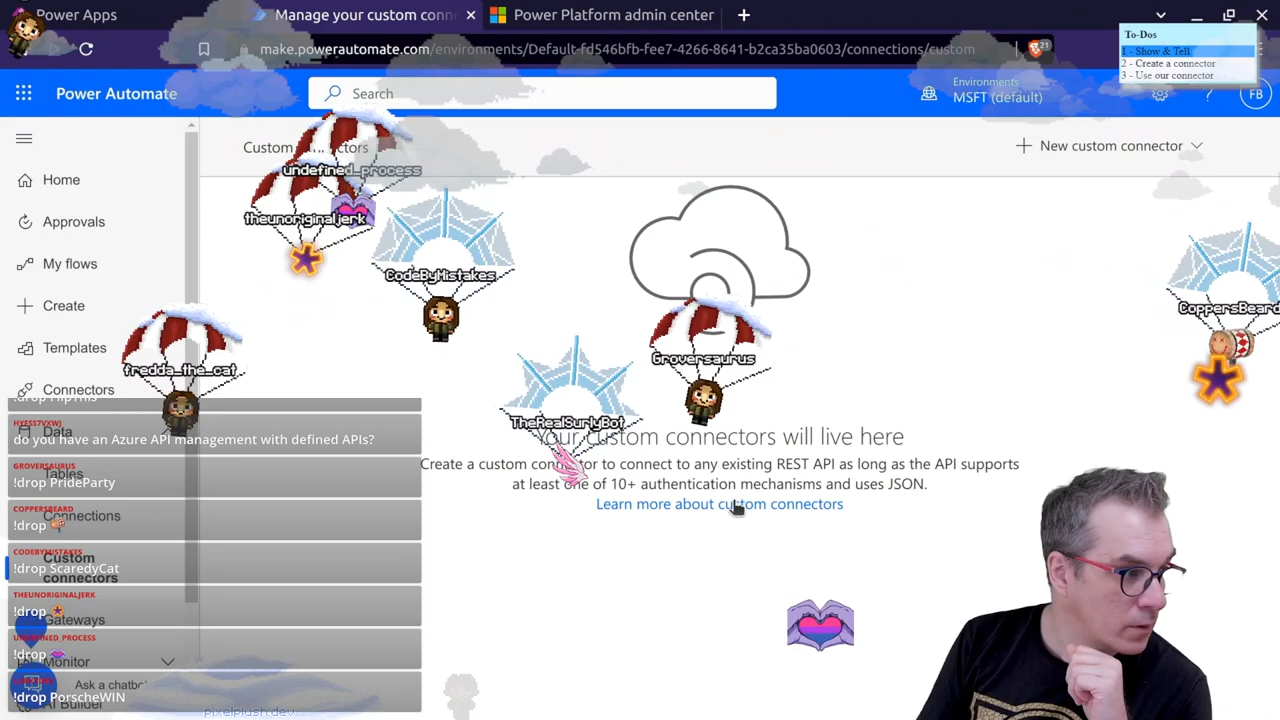 Power Apps
Manage your custom conn
Power Platform admin center
make.powerautomate.com/environments/Default-fd546bfb-fee7-4266-8641-b2ca35ba0603/connections/custom
21
To-Dos
1 - Show & Tell
2 - Create a connector
3 - Use our connector
Power Automate
Search
Environments
MSFT (default)
FB
New custom connector
undefined_process
theunoriginaljerk
CodeByMistakes
CoppersBeard
Groversaurus
fredda_the_cat
TheRealSurlyBot
Home
Approvals
My flows
Create
Templates
Connectors
Data
Tables
Connections
Custom
connectors
Gateways
Monitor
Ask a chatbo
AI Builder
HYESS7VXWJ
do you have an Azure API management with defined APIs?
GROVERSAURUS
!drop PrideParty
COPPERSBEARD
!drop
CODEBYMISTAKES
!drop ScaredyCat
THEUNORIGINALJERK
!drop
UNDEFINED_PROCESS
!drop
!drop PorscheWIN
custom connectors will live here
Create a custom connector to connect to any existing REST API as long as the API supports
at least one of 10+ authentication mechanisms and uses JSON.
Learn more about custom connectors
pixelplush.dev